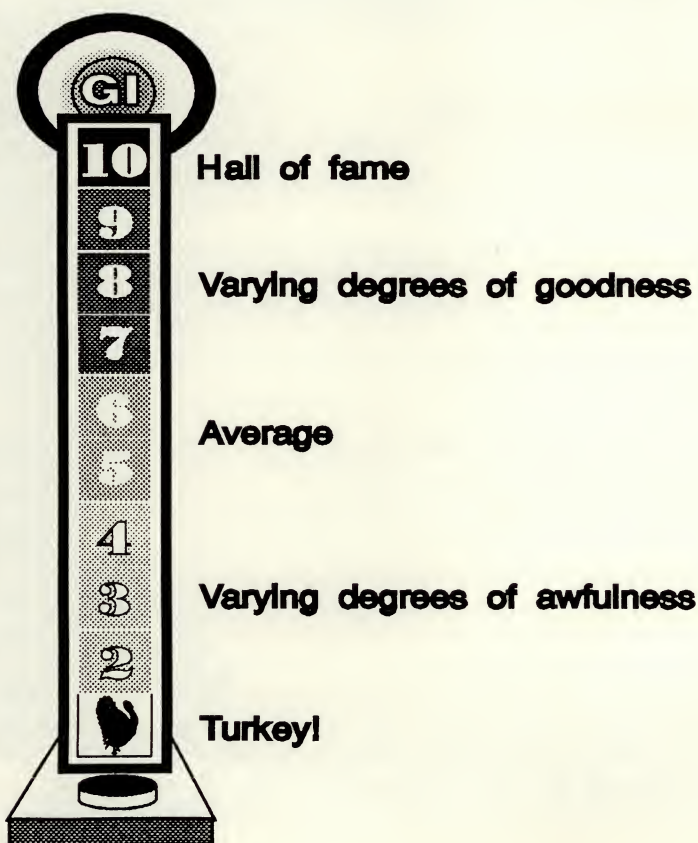 GI
10 Hall of fame
9
8 Varying degrees of goodness
7
6
Average
5
4
3 Varying degrees of awfulness
2
Turkey!